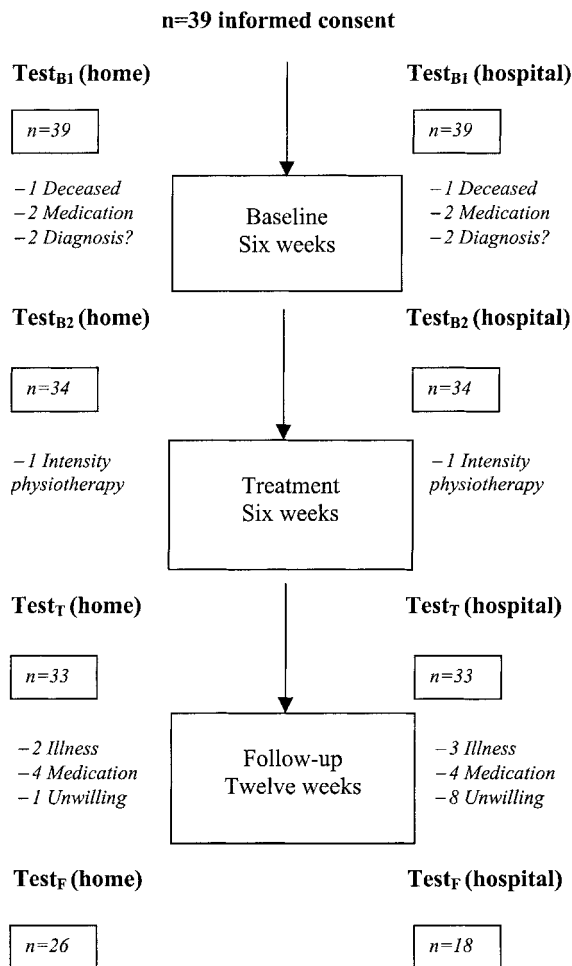 n=39 informed consent
Test_B1 (home)
Test_B1 (hospital)
n=39
n=39
−1 Deceased
−2 Medication
−2 Diagnosis?
Baseline
Six weeks
−1 Deceased
−2 Medication
−2 Diagnosis?
Test_B2 (home)
Test_B2 (hospital)
n=34
n=34
−1 Intensity
physiotherapy
Treatment
Six weeks
−1 Intensity
physiotherapy
Test_T (home)
Test_T (hospital)
n=33
n=33
−2 Illness
−4 Medication
−1 Unwilling
Follow-up
Twelve weeks
−3 Illness
−4 Medication
−8 Unwilling
Test_F (home)
Test_F (hospital)
n=26
n=18